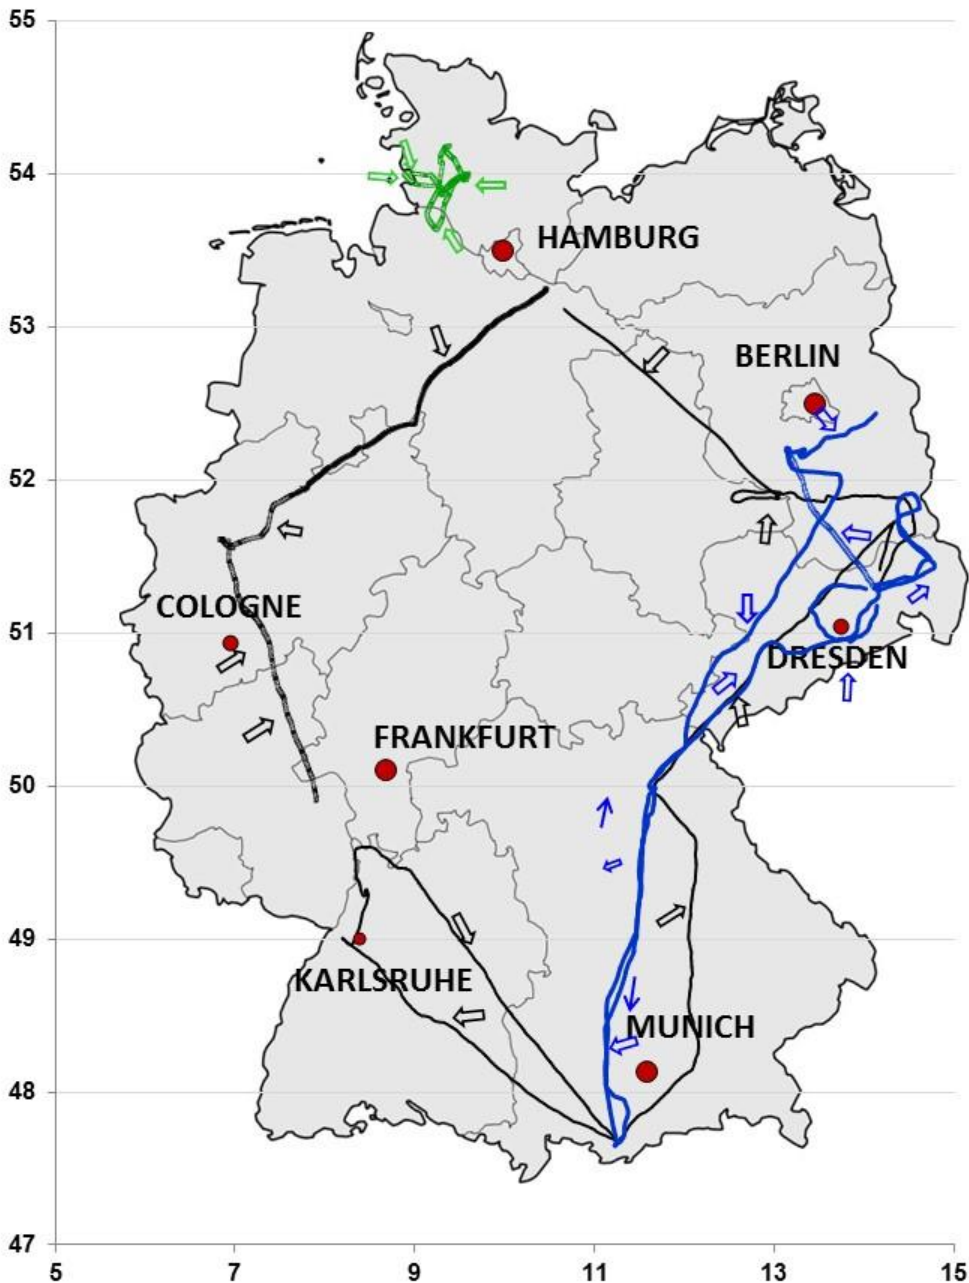 55
54
HAMBURG
53
BERLIN
52
COLOGNE
51
DRESDEN
FRANKFURT
50
49
KARLSRUHE
MUNICH
48
47
5 7 9 11 13 15